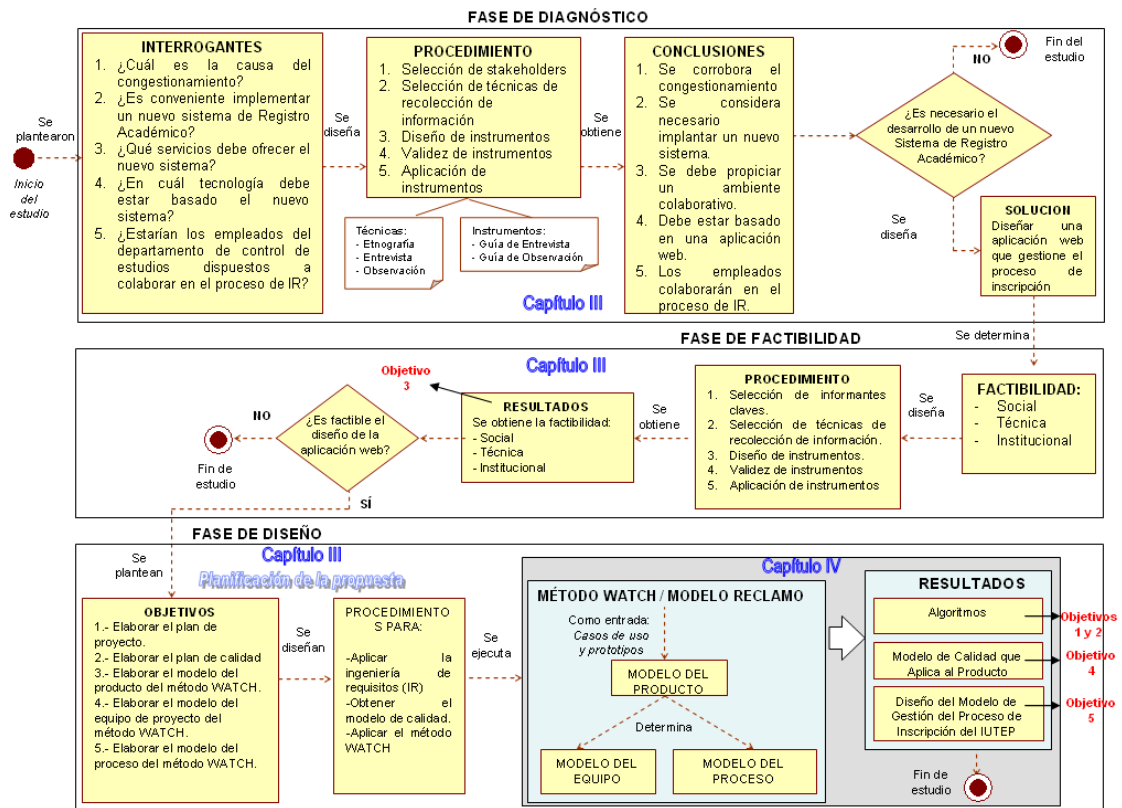 FASE DE DIAGNÓSTICO
Se
plantearon
Inicio
del
estudio
INTERROGANTES
1. ¿Cuál es la causa del
congestionamiento?
2. ¿Es conveniente implementar
un nuevo sistema de Registro
Académico?
3. ¿Qué servicios debe ofrecer el
nuevo sistema?
4. ¿En cuál tecnología debe
estar basado el nuevo
sistema?
5. ¿Estarían los empleados del
departamento de control de
estudios dispuestos a
colaborar en el proceso de IR?
Se
diseña
PROCEDIMIENTO
1. Selección de stakeholders
2. Selección de técnicas de
recolección de
información
3. Diseño de instrumentos
4. Validez de instrumentos
5. Aplicación de
instrumentos
Técnicas:
- Etnografía
- Entrevista
- Observación
Instrumentos:
- Guía de Entrevista
- Guía de Observación
Se
obtiene
CONCLUSIONES
1. Se corrobora el
congestionamiento
2. Se considera
necesario
implantar un nuevo
sistema.
3. Se debe propiciar
un ambiente
colaborativo.
4. Debe estar basado
en una aplicación
web.
5. Los empleados
colaborarán en el
proceso de IR.
Capítulo III
¿Es necesario el
desarrollo de un nuevo
Sistema de Registro
Académico?
NO
Fin del
estudio
Se
diseña
SOLUCION
Diseñar una
aplicación web
que gestione el
proceso de
inscripción
Se determina
FASE DE FACTIBILIDAD
Capítulo III
FACTIBILIDAD:
- Social
- Técnica
- Institucional
Se
diseña
PROCEDIMIENTO
1. Selección de informantes
claves.
2. Selección de técnicas de
recolección de información.
3. Diseño de instrumentos.
4. Validez de instrumentos
5. Aplicación de instrumentos
Se
obtiene
Objetivo
3
RESULTADOS
Se obtiene la factibilidad:
- Social
- Técnica
- Institucional
¿Es factible el
diseño de la
aplicación web?
NO
Fin de
estudio
SÍ
FASE DE DISEÑO
Se
plantean
Capítulo III
Planificación de la propuesta
OBJETIVOS
1.- Elaborar el plan de
proyecto.
2.- Elaborar el plan de calidad
3.- Elaborar el modelo del
producto del método WATCH.
4.- Elaborar el modelo del
equipo de proyecto del
método WATCH.
5.- Elaborar el modelo del
proceso del método WATCH.
Se
diseñan
PROCEDIMIENTO
S PARA:
-Aplicar la
ingeniería de
requisitos (IR)
-Obtener el
modelo de calidad.
-Aplicar el método
WATCH
Se
ejecuta
Capítulo IV
MÉTODO WATCH / MODELO RECLAMO
Como entrada:
Casos de uso
y prototipos
MODELO DEL
PRODUCTO
Determina
MODELO DEL
EQUIPO
MODELO DEL
PROCESO
RESULTADOS
Algoritmos
Objetivos
1 y 2
Modelo de Calidad que
Aplica al Producto
Objetivo
4
Diseño del Modelo de
Gestión del Proceso de
Inscripción del IUTEP
Objetivo
5
Fin de
estudio